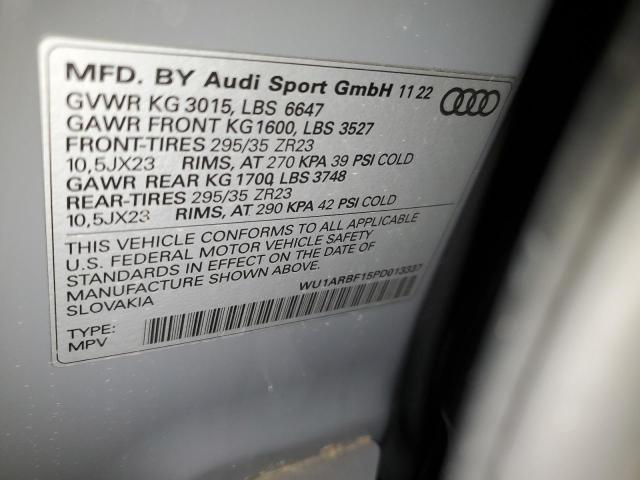 MFD. BY Audi Sport GmbH 11 22
GVWR KG 3015, LBS 6647
GAWR FRONT KG 1600, LBS 3527
FRONT-TIRES 295/35 ZR23
10,5JX23 RIMS, AT 270 KPA 39 PSI COLD
GAWR REAR KG 1700, LBS 3748
REAR-TIRES 295/35 ZR23
10,5JX23 RIMS, AT 290 KPA 42 PSI COLD
THIS VEHICLE CONFORMS TO ALL APPLICABLE
U.S. FEDERAL MOTOR VEHICLE SAFETY
STANDARDS IN EFFECT ON THE DATE OF
MANUFACTURE SHOWN ABOVE.
SLOVAKIA WU1ARBF15PD013337
TYPE:
MPV